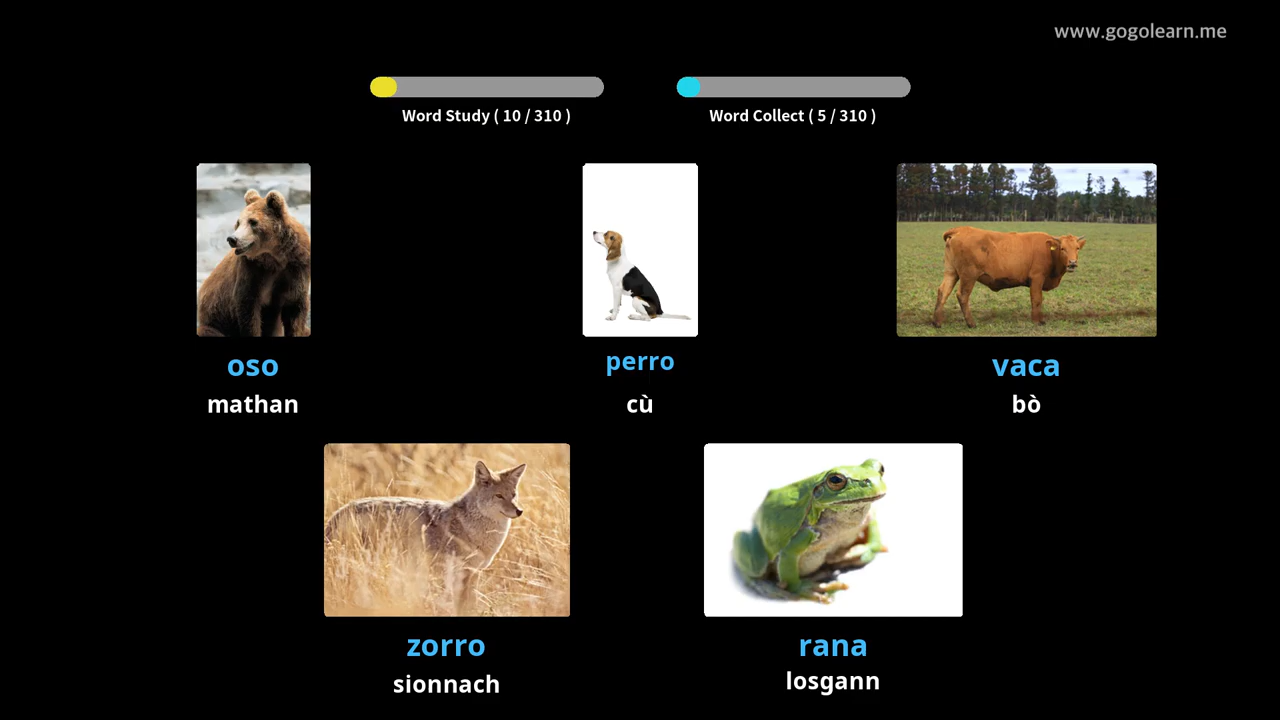 www.gogolearn.me
Word Study ( 10 / 310 )
Word Collect ( 5 / 310 )
oso
mathan
perro
cù
vaca
bò
zorro
sionnach
rana
losgann